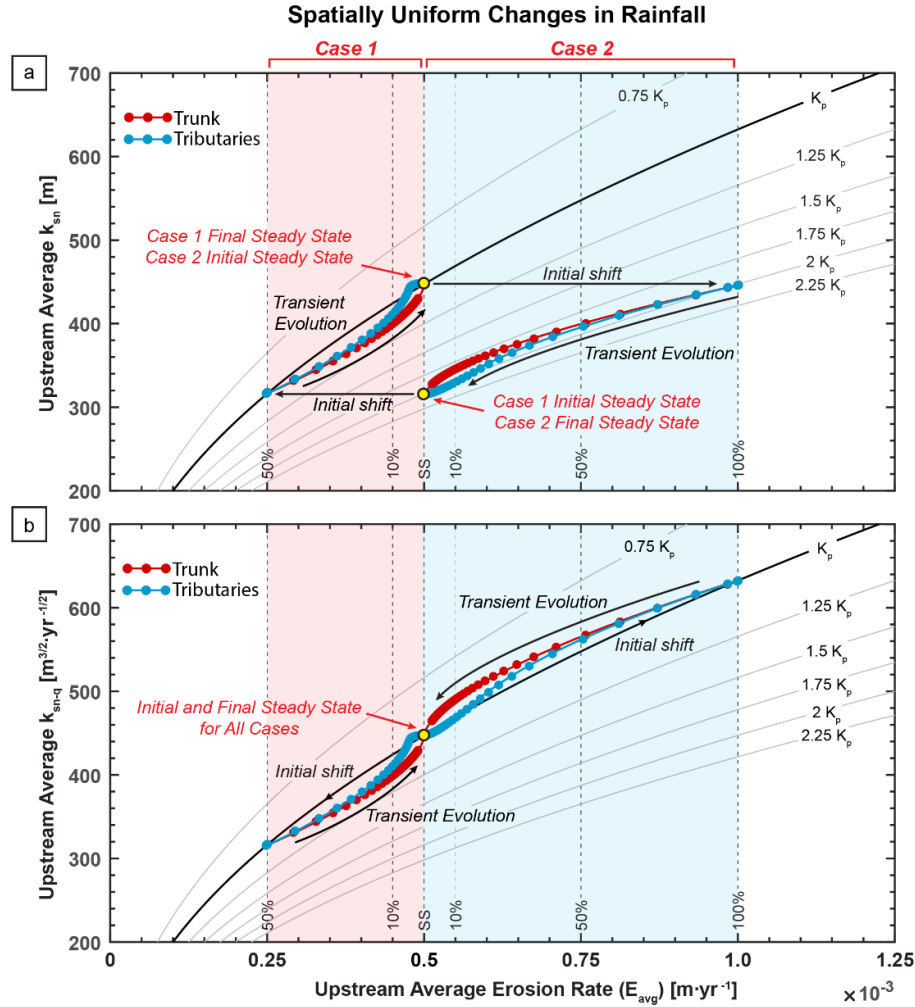 Spatially Uniform Changes in Rainfall
Case 1
Case 2
a
700
600
500
400
300
200
Upstream Average ksn [m]
Trunk
Tributaries
0.75 Kp
Kp
1.25 Kp
1.5 Kp
1.75 Kp
2 Kp
2.25 Kp
Case 1 Final Steady State
Case 2 Initial Steady State
Initial shift
Transient
Evolution
Transient Evolution
Initial shift
Case 1 Initial Steady State
Case 2 Final Steady State
50%
10%
SS
10%
50%
100%
b
700
600
500
400
300
200
Upstream Average ksn-q [m3/2·yr-1/2]
Trunk
Tributaries
0.75 Kp
Kp
1.25 Kp
1.5 Kp
1.75 Kp
2 Kp
2.25 Kp
Transient Evolution
Initial shift
Initial and Final Steady State
for All Cases
Initial shift
Transient Evolution
50%
10%
SS
10%
50%
100%
0
0.25
0.5
0.75
1.0
1.25
Upstream Average Erosion Rate (Eavg) [m·yr-1]
×10-3